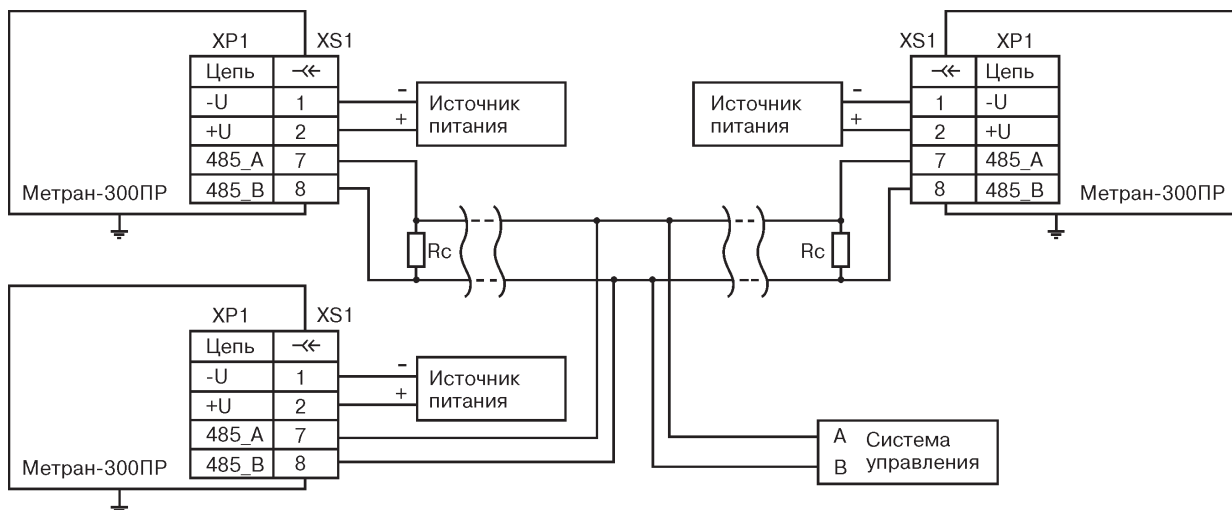 XP1 XS1
Цепь
-U 1
+U 2
485_A 7
485_B 8
Метран-300ПР
- Источник
+ питания
XS1 XP1
Цепь
1 -U
2 +U
7 485_A
8 485_B
Метран-300ПР
Источник -
питания +
Rc
Rc
XP1 XS1
Цепь
-U 1
+U 2
485_A 7
485_B 8
Метран-300ПР
- Источник
+ питания
A Система
B управления